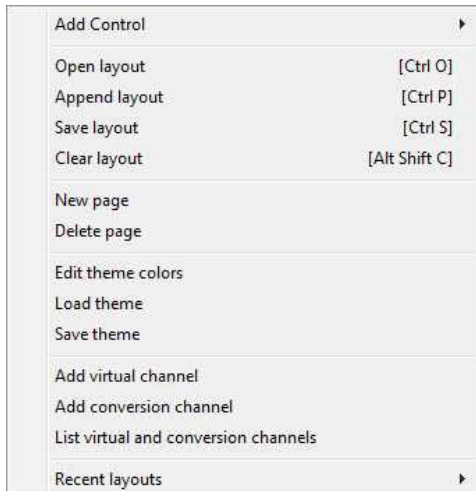 Add Control
Open layout [Ctrl O]
Append layout [Ctrl P]
Save layout [Ctrl S]
Clear layout [Alt Shift C]
New page
Delete page
Edit theme colors
Load theme
Save theme
Add virtual channel
Add conversion channel
List virtual and conversion channels
Recent layouts